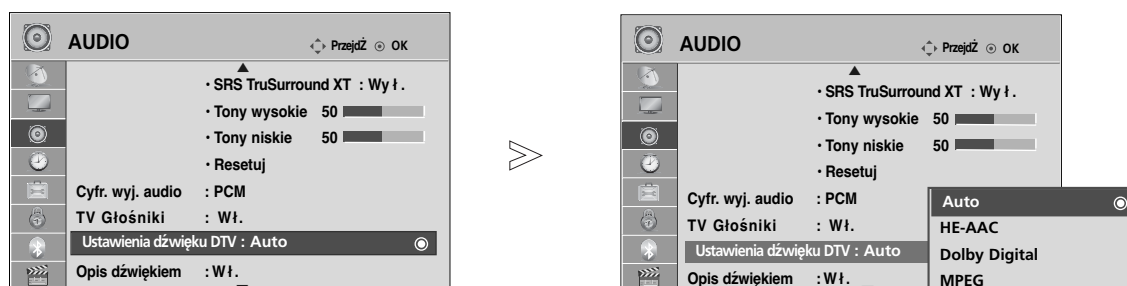 AUDIO
PrzejdŹ OK
• SRS TruSurround XT : Wył.
• Tony wysokie 50
• Tony niskie 50
• Resetuj
Cyfr. wyj. audio : PCM
TV Głośniki : Wł.
Ustawienia dźwięku DTV : Auto
Opis dźwiękiem : Wł.
AUDIO
PrzejdŹ OK
• SRS TruSurround XT : Wył.
• Tony wysokie 50
• Tony niskie 50
• Resetuj
Cyfr. wyj. audio : PCM
TV Głośniki : Wł.
Ustawienia dźwięku DTV : Auto
Opis dźwiękiem : Wł.
Auto
HE-AAC
Dolby Digital
MPEG